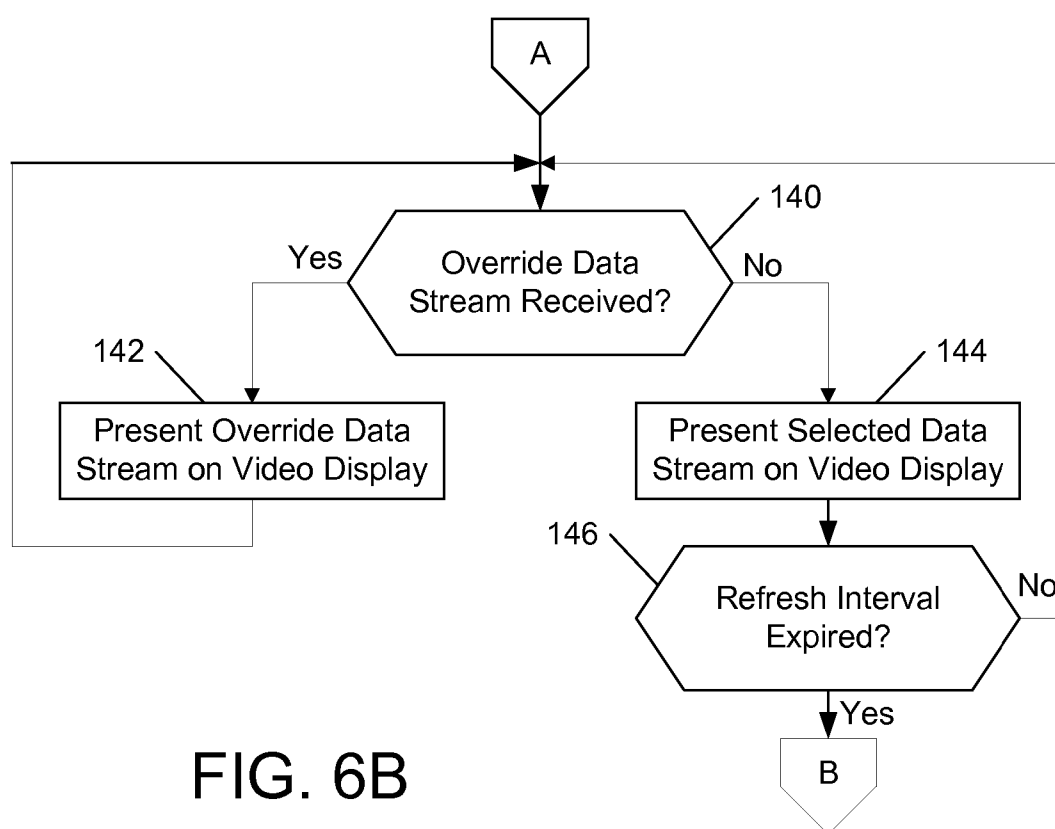 A
140
Yes
Override Data
Stream Received?
No
142
144
Present Override Data
Stream on Video Display
Present Selected Data
Stream on Video Display
146
Refresh Interval
Expired?
No
Yes
B
FIG. 6B